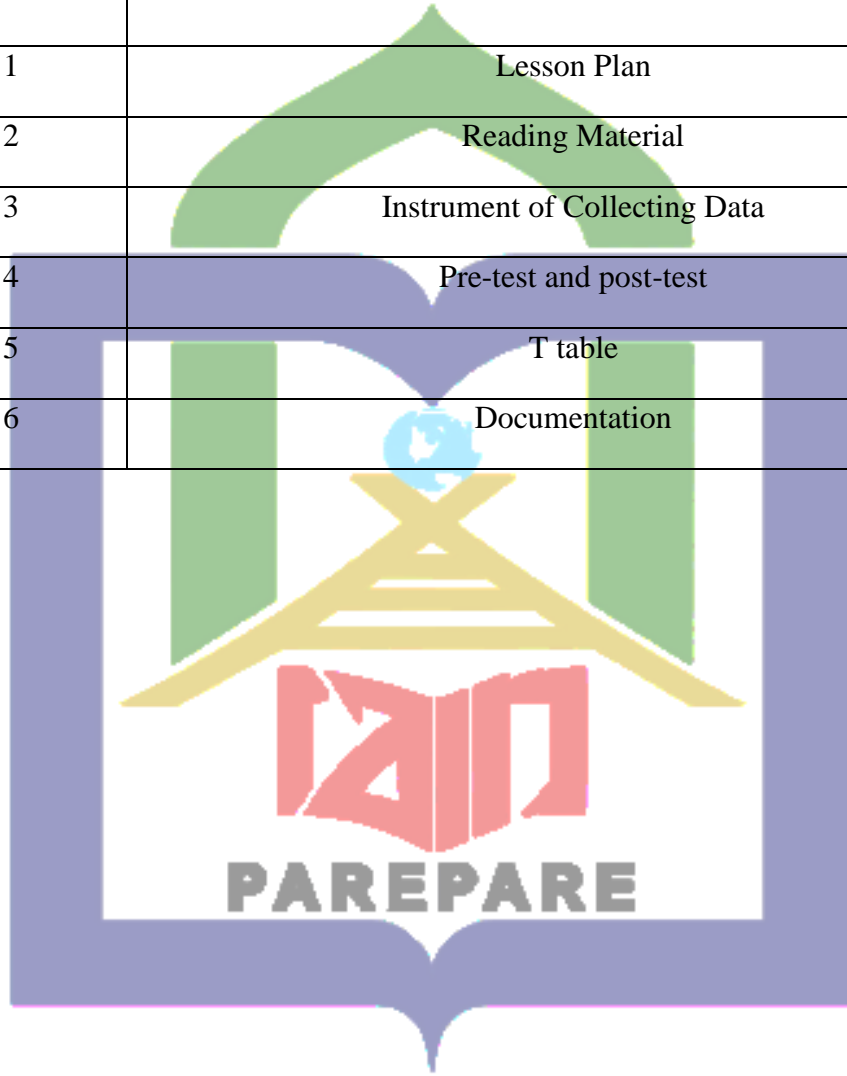 1 Lesson Plan
2 Reading Material
3 Instrument of Collecting Data
4 Pre-test and post-test
5 T table
6 Documentation
iain
PAREPARE